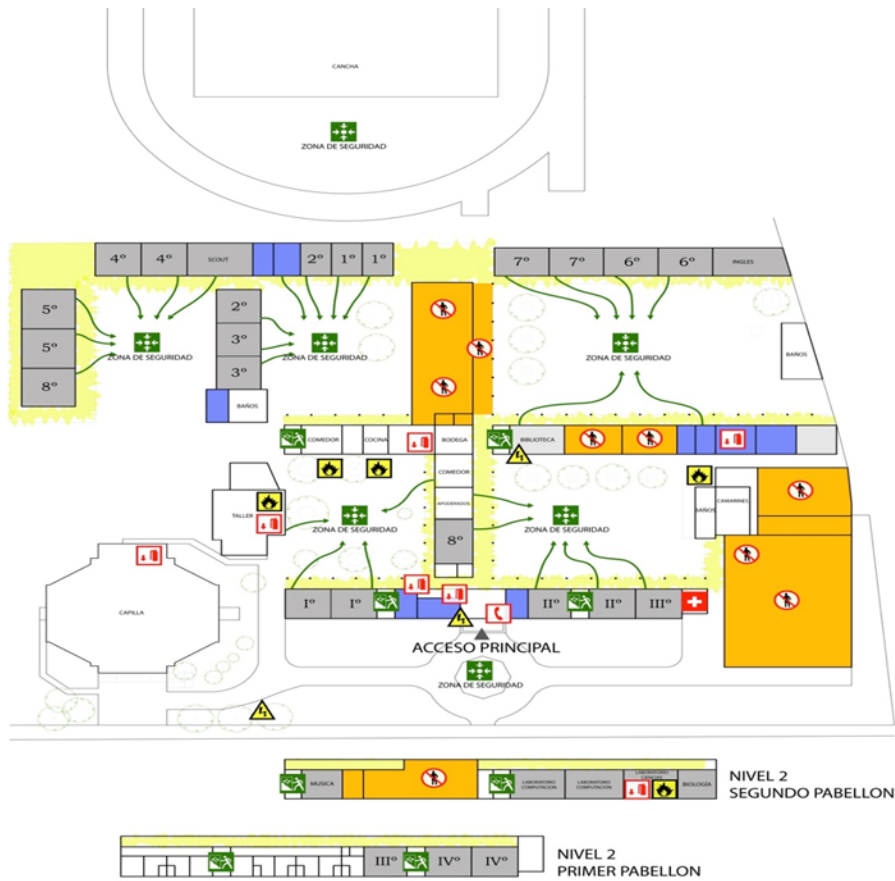 CANCHA
ZONA DE SEGURIDAD
4º 4º SCOUT 2º 1º 1º
7º 7º 6º 6º INGLES
5º
5º
8º
2º
3º
3º
ZONA DE SEGURIDAD
ZONA DE SEGURIDAD
ZONA DE SEGURIDAD
BAÑOS
BAÑOS
COMEDOR COCINA BODEGA
BIBLIOTECA
COMEDOR
APODERADOS
8º
TALLER
ZONA DE SEGURIDAD
ZONA DE SEGURIDAD
BAÑOS
CAMARINES
CAPILLA
Iº Iº
IIº IIº IIIº
ACCESO PRINCIPAL
ZONA DE SEGURIDAD
MUSICA
LABORATORIO
COMPUTACION
LABORATORIO
COMPUTACION
LABORATORIO
CIENCIAS
BIOLOGÍA
NIVEL 2
SEGUNDO PABELLON
IIIº IVº IVº
NIVEL 2
PRIMER PABELLON